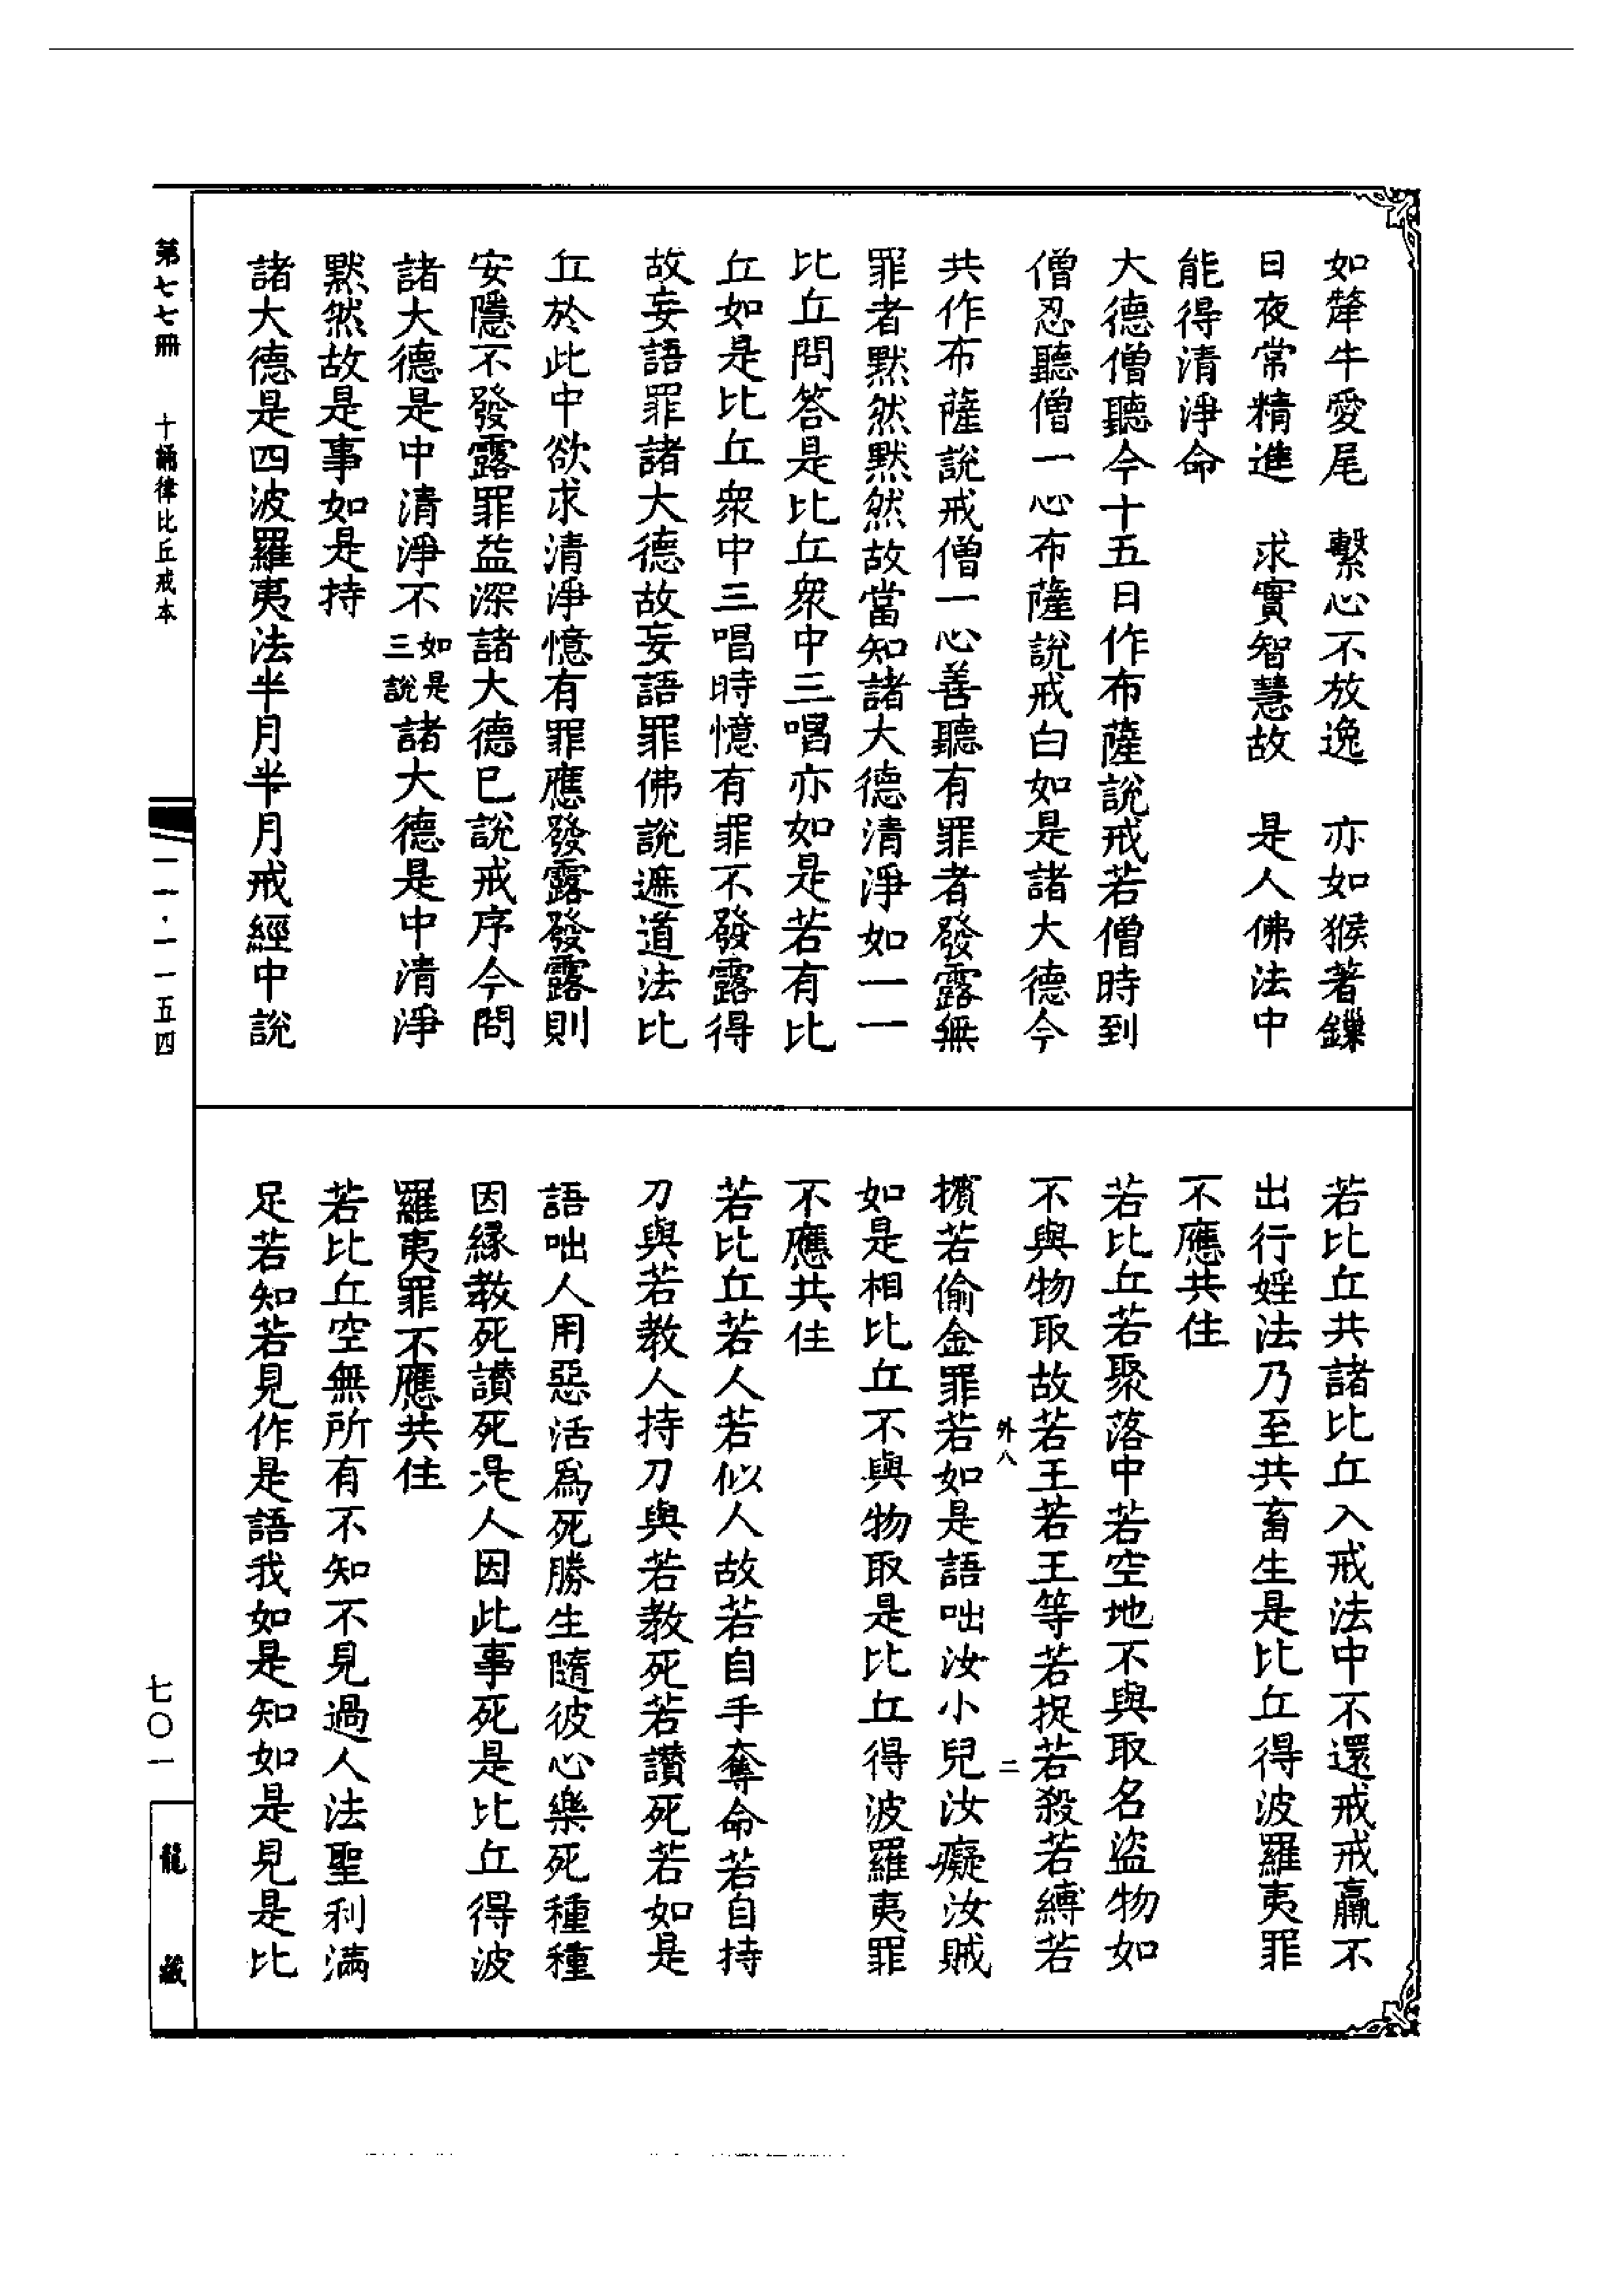 如犛牛愛尾　繫心不放逸　亦如猴著鏁
日夜常精進　求實智慧故　是人佛法中
能得清淨命
大德僧聽今十五日作布薩說戒若僧時到
僧忍聽僧一心布薩說戒白如是諸大德今
共作布薩說戒僧一心善聽有罪者發露無
罪者默然默然故當知諸大德清淨如一一
比丘問答是比丘衆中三唱亦如是若有比
丘如是比丘衆中三唱時憶有罪不發露得
故妄語罪諸大德故妄語罪佛說遮道法比
丘於此中欲求清淨憶有罪應發露發露則
安隱不發露罪益深諸大德已說戒序今問
諸大德是中清淨不如是三說諸大德是中清淨
默然故是事如是持
諸大德是四波羅夷法半月半月戒經中說
若比丘共諸比丘入戒法中不還戒戒羸不
出行婬法乃至共畜生是比丘得波羅夷罪
不應共住
若比丘若聚落中若空地不與取名盜物如
不與物取故若王若王等若捉若殺若縛若
外八　二
擯若偷金罪若如是語咄汝小兒汝癡汝賊
如是相比丘不與物取是比丘得波羅夷罪
不應共住
若比丘若人若似人故若自手奪命若自持
刀與若教人持刀與若教死若讃死若如是
語咄人用惡活爲死勝生隨彼心樂死種種
因緣教死讃死是人因此事死是比丘得波
羅夷罪不應共住
若比丘空無所有不知不見過人法聖利滿
足若知若見作是語我如是知如是見是比
第七七冊　十誦律比丘戒本
一一·一一五四
七〇一
龍藏